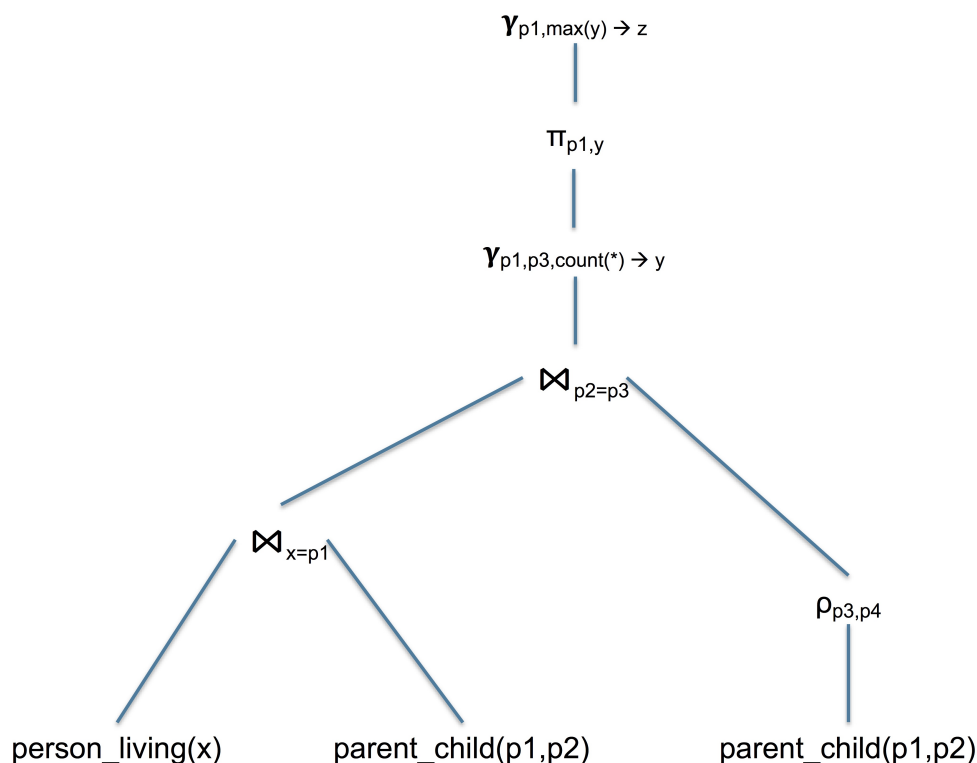 γp1,max(y) → z
πp1,y
γp1,p3,count(*) → y
⋈ p2=p3
⋈ x=p1
ρp3,p4
person_living(x) parent_child(p1,p2) parent_child(p1,p2)